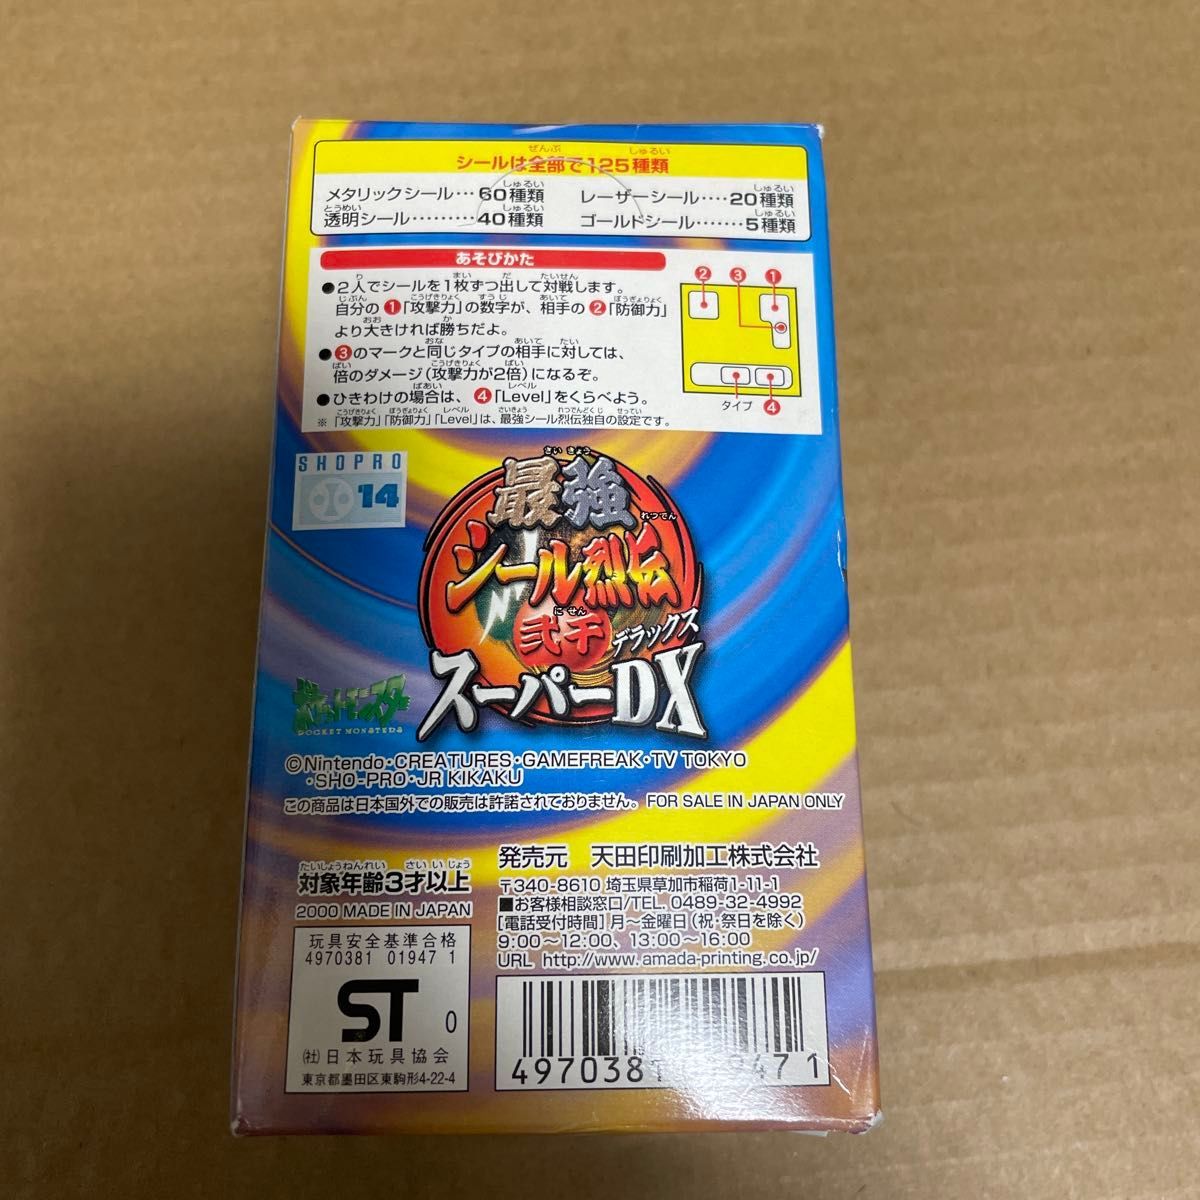 シールは全部で125種類
メタリックシール…60種類
透明シール………40種類
レーザーシール‥‥20種類
ゴールドシール……5種類
あそびかた
●2人でシールを1枚ずつ出して対戦します。
自分の❶「攻撃力」の数字が、相手の❷「防御力」
より大きければ勝ちだよ。
●❸のマークと同じタイプの相手に対しては、
倍のダメージ(攻撃力が2倍)になるぞ。
●ひきわけの場合は、❹「Level」をくらべよう。
※「攻撃力」「防御力」「Level」は、最強シール烈伝独自の設定です。
❷ ❸ ❶
タイプ ❹
SHOPRO
14
最強
シール烈伝
弐千
デラックス
スーパーDX
ポケットモンスター
POCKET MONSTERS
©Nintendo・CREATURES・GAMEFREAK・TV TOKYO
・SHO-PRO・JR KIKAKU
この商品は日本国外での販売は許諾されておりません。 FOR SALE IN JAPAN ONLY
対象年齢3才以上
2000 MADE IN JAPAN
発売元 天田印刷加工株式会社
〒340-8610 埼玉県草加市稲荷1-11-1
■お客様相談窓口/TEL. 0489-32-4992
[電話受付時間] 月〜金曜日(祝・祭日を除く)
9:00〜12:00、13:00〜16:00
URL http://www.amada-printing.co.jp/
玩具安全基準合格
4970381 01947 1
ST 0
(社)日本玩具協会
東京都墨田区東駒形4-22-4